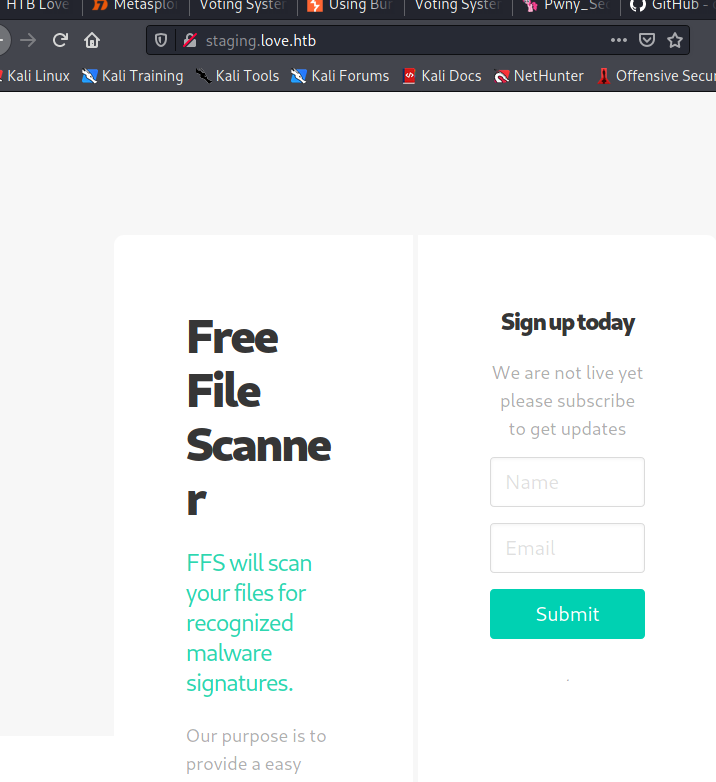 HTB Love
Metasplo
Voting Syster
Using Bur
Voting Syster
Pwny_Sec
GitHub -
staging.love.htb
Kali Linux
Kali Training
Kali Tools
Kali Forums
Kali Docs
NetHunter
Offensive Secur
Free
File
Scanne
r
FFS will scan
your files for
recognized
malware
signatures.
Our purpose is to
provide a easy
Sign up today
We are not live yet
please subscribe
to get updates
Name
Email
Submit
.